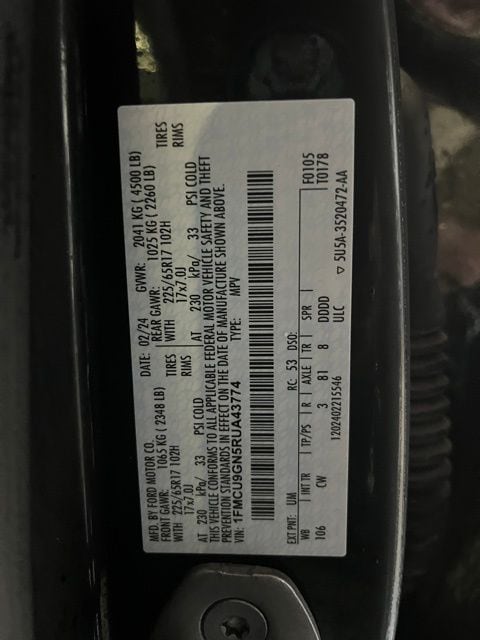 MFD. BY FORD MOTOR CO. DATE: 02/24 GVWR: 2041 KG ( 4500 LB)
FRONT GAWR: 1065 KG ( 2348 LB) REAR GAWR: 1025 KG ( 2260 LB)
WITH 225/65R17 102H TIRES WITH 225/65R17 102H TIRES
17x7.0J RIMS 17x7.0J RIMS
AT 230 kPa/ 33 PSI COLD AT 230 kPa/ 33 PSI COLD
THIS VEHICLE CONFORMS TO ALL APPLICABLE FEDERAL MOTOR VEHICLE SAFETY AND THEFT
PREVENTION STANDARDS IN EFFECT ON THE DATE OF MANUFACTURE SHOWN ABOVE.
VIN: 1FMCU9GN5RUA43774 TYPE: MPV
F0105
T0178
EXT PNT: UM RC: 53 DSO:
WB INT TR TP/PS R AXLE TR SPR
106 CW 3 81 8 DDDD
ULC
1202402215546
▽ 5U5A-3520472-AA